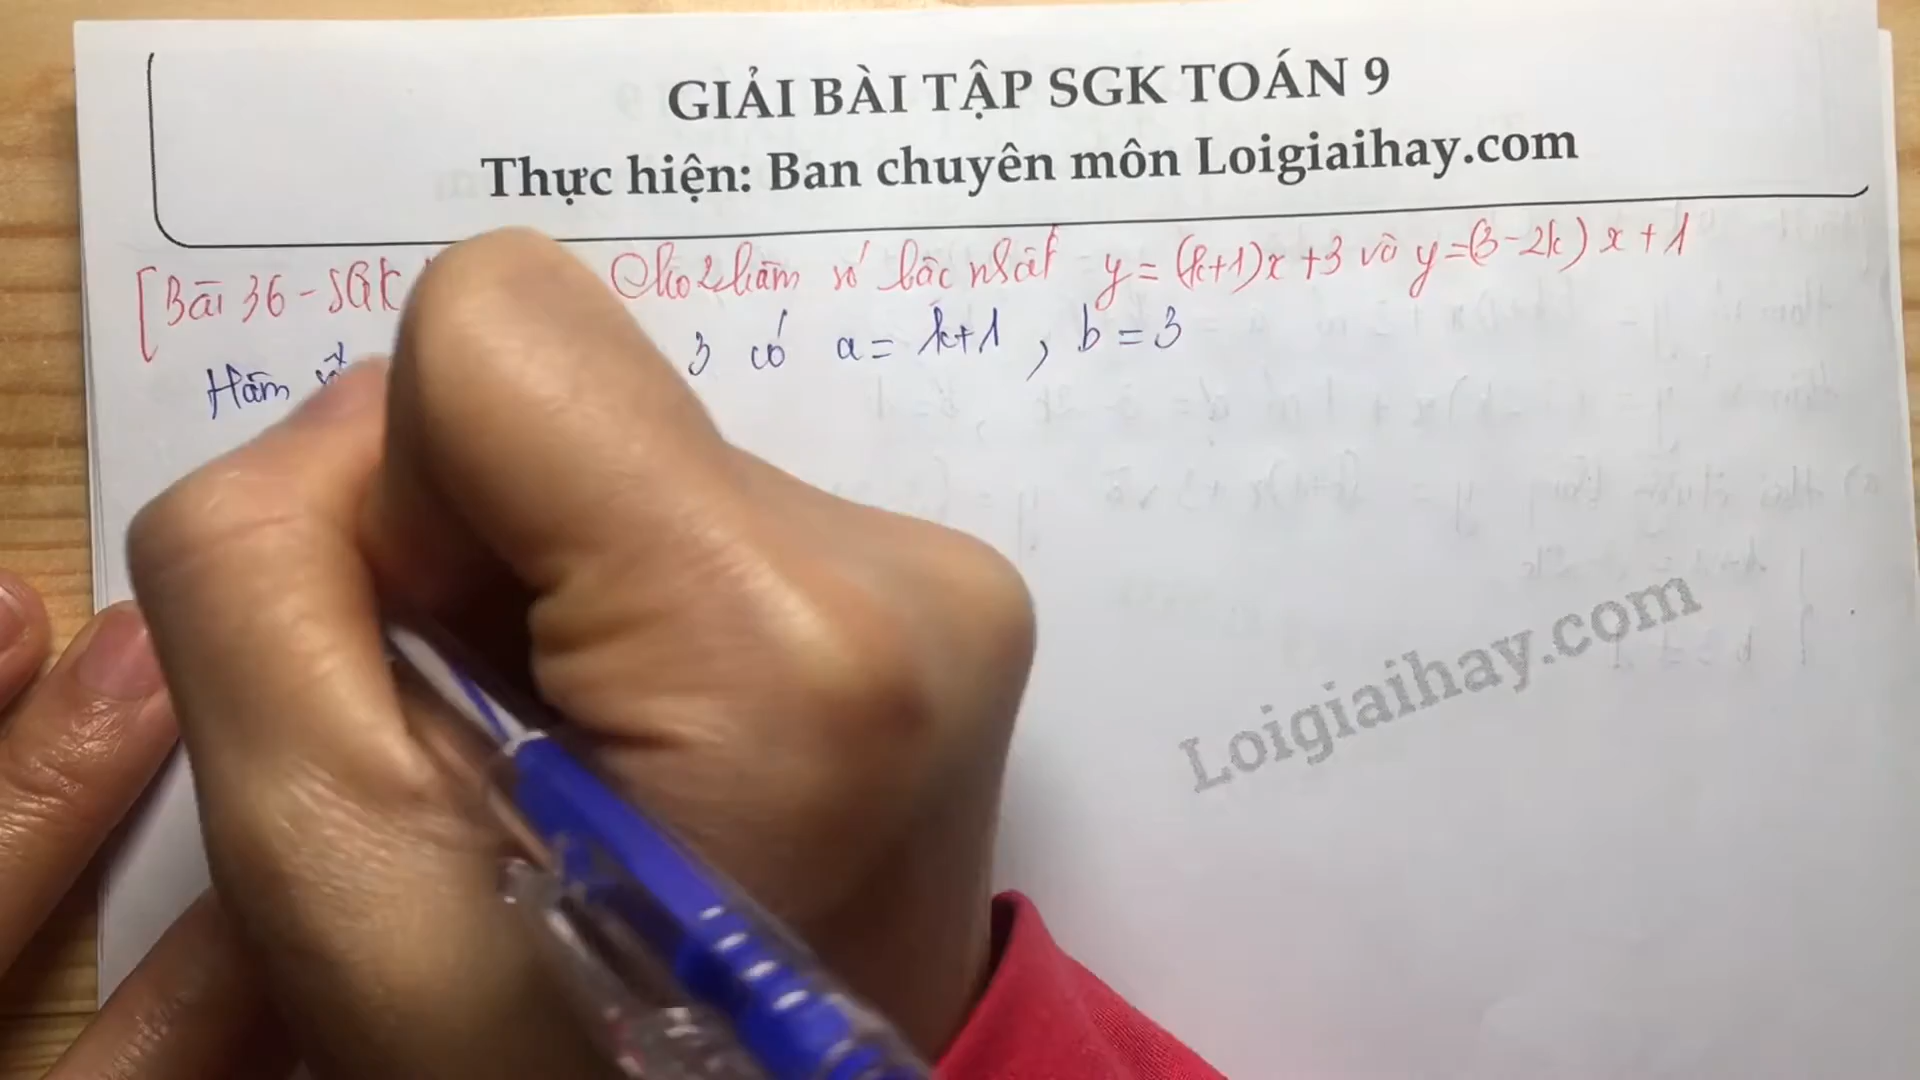 GIẢI BÀI TẬP SGK TOÁN 9
Thực hiện: Ban chuyên môn Loigiaihay.com
[Bài 36 - SGK Cho 2 hàm số bậc nhất y = (k+1)x + 3 và y = (3 - 2k) x + 1
Hàm số 3 có a = k+1 , b = 3
Loigiaihay.com